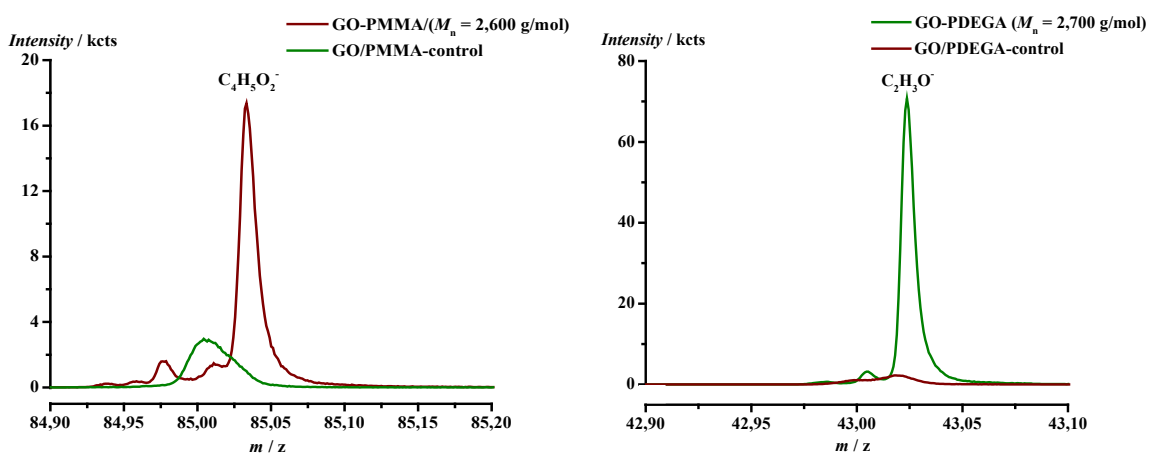 GO-PMMA/(Mn = 2,600 g/mol)
GO/PMMA-control
Intensity / kcts
C4H5O2-
20
16
12
8
4
0
84,90 84,95 85,00 85,05 85,10 85,15 85,20
m / z
GO-PDEGA (Mn = 2,700 g/mol)
GO/PDEGA-control
Intensity / kcts
C2H3O-
80
60
40
20
0
42,90 42,95 43,00 43,05 43,10
m / z